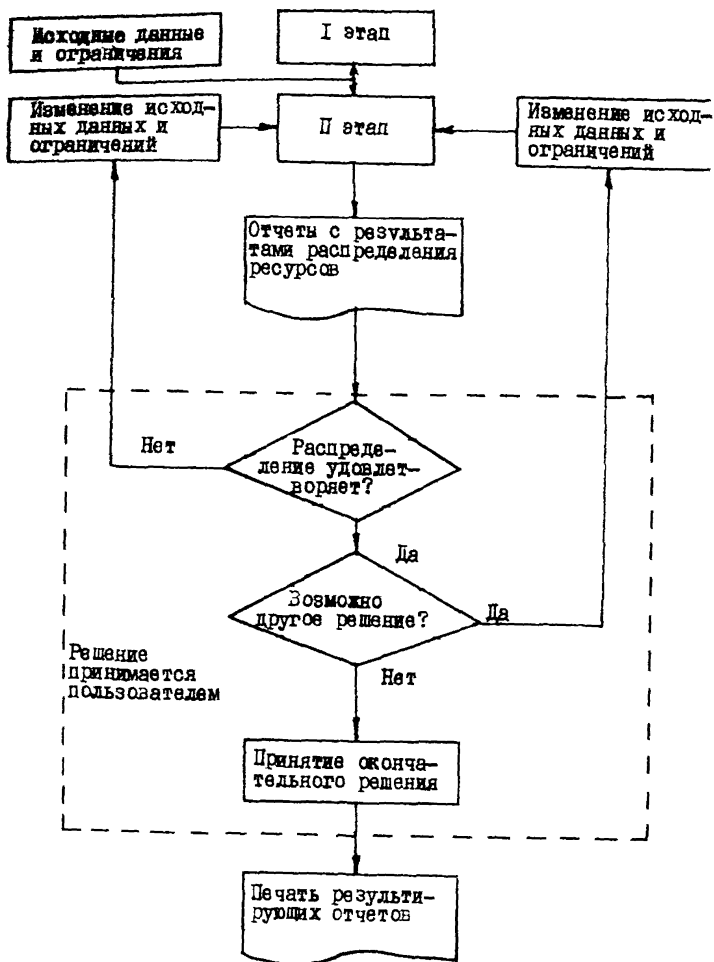 Исходные данные
и ограничения
I этап
Изменение исход-
ных данных и
ограничений
II этап
Изменение исход-
ных данных и
ограничений
Отчеты с результа-
тами распределения
ресурсов
Нет
Распреде-
ление удовлет-
воряет?
Да
Возможно
другое решение?
Да
Решение
принимается
пользователем
Нет
Принятие оконча-
тельного решения
Печать результи-
рующих отчетов